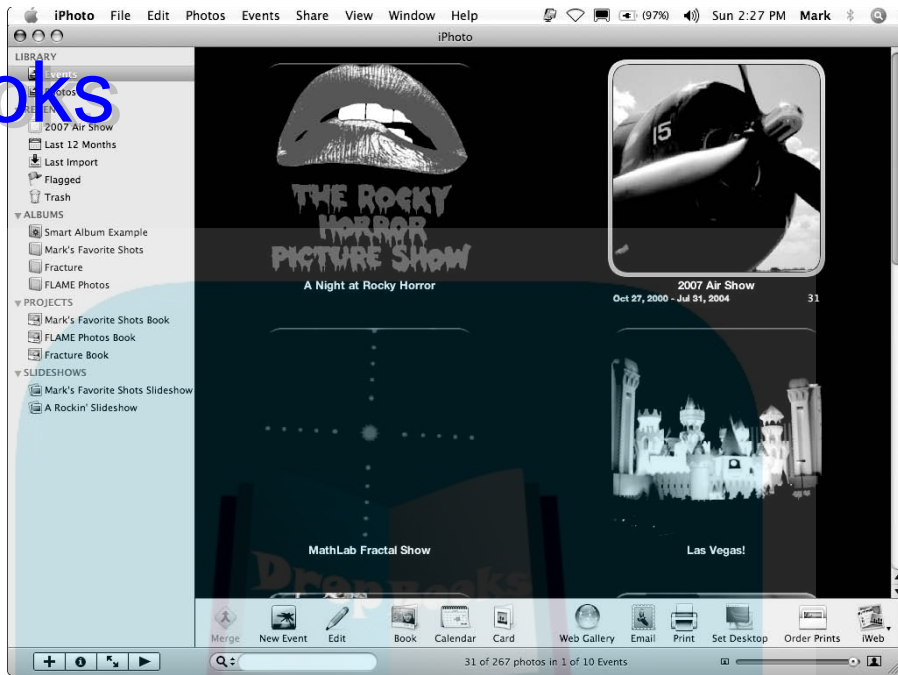 iPhoto File Edit Photos Events Share View Window Help (97%) Sun 2:27 PM Mark
iPhoto
LIBRARY
Events
Photos
oks
2007 Air Show
Last 12 Months
Last Import
Flagged
Trash
ALBUMS
Smart Album Example
Mark's Favorite Shots
Fracture
FLAME Photos
PROJECTS
Mark's Favorite Shots Book
FLAME Photos Book
Fracture Book
SLIDESHOWS
Mark's Favorite Shots Slideshow
A Rockin' Slideshow
THE ROCKY
HORROR
PICTURE SHOW
A Night at Rocky Horror
15
2007 Air Show
Oct 27, 2000 - Jul 31, 2004 31
MathLab Fractal Show
Las Vegas!
DropBooks
Merge New Event Edit Book Calendar Card Web Gallery Email Print Set Desktop Order Prints iWeb
31 of 267 photos in 1 of 10 Events